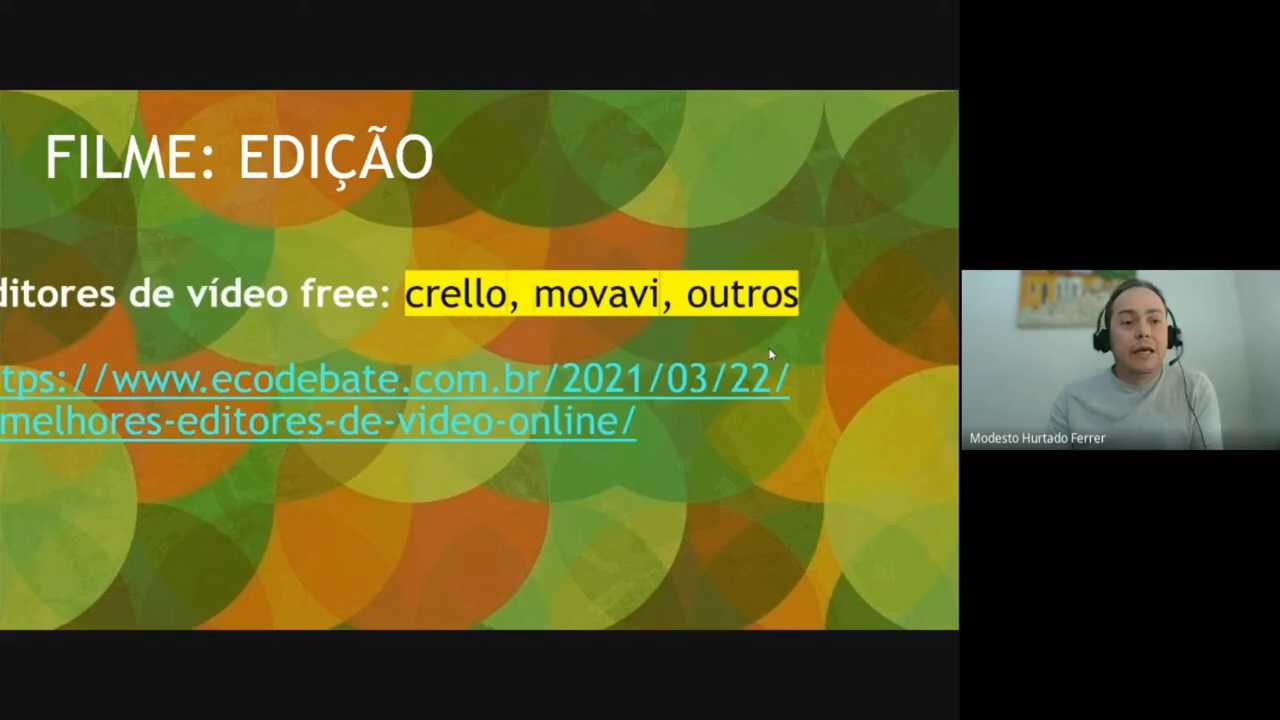 FILME: EDIÇÃO
ditores de vídeo free: crello, movavi, outros
tps://www.ecodebate.com.br/2021/03/22/
melhores-editores-de-video-online/
Modesto Hurtado Ferrer